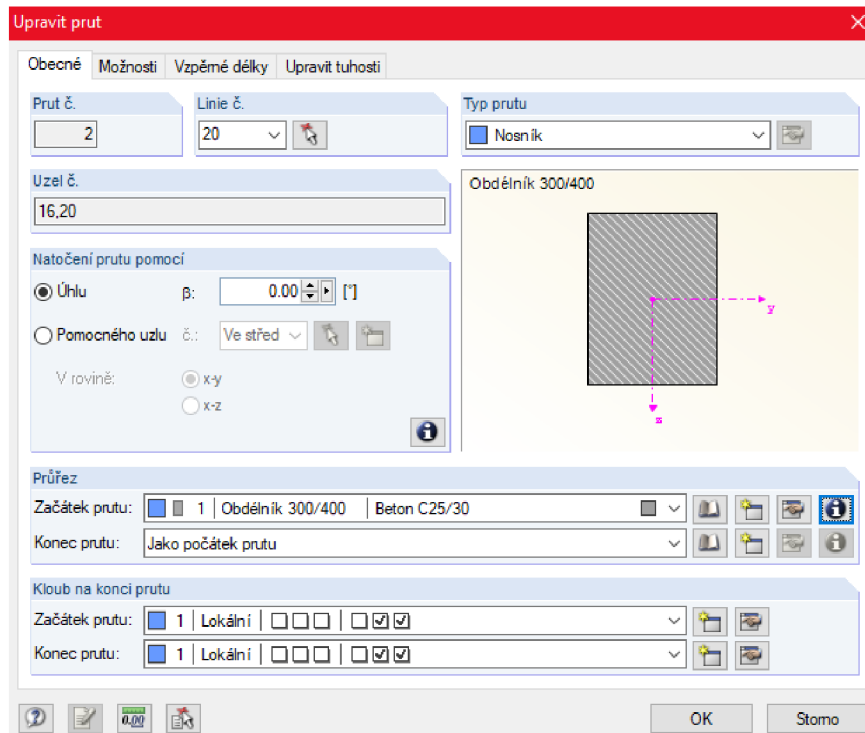 Upravit prut
Obecné Možnosti Vzpěrné délky Upravit tuhosti
Prut č.
2
Linie č.
20
Typ prutu
Nosník
Uzel č.
16,20
Obdélník 300/400
y
z
Natočení prutu pomocí
Úhlu β: 0.00 [°]
Pomocného uzlu č.: Ve střed
V rovině: x-y
x-z
Průřez
Začátek prutu: 1 Obdélník 300/400 Beton C25/30
Konec prutu: Jako počátek prutu
Kloub na konci prutu
Začátek prutu: 1 Lokální
Konec prutu: 1 Lokální
0.00
OK Storno